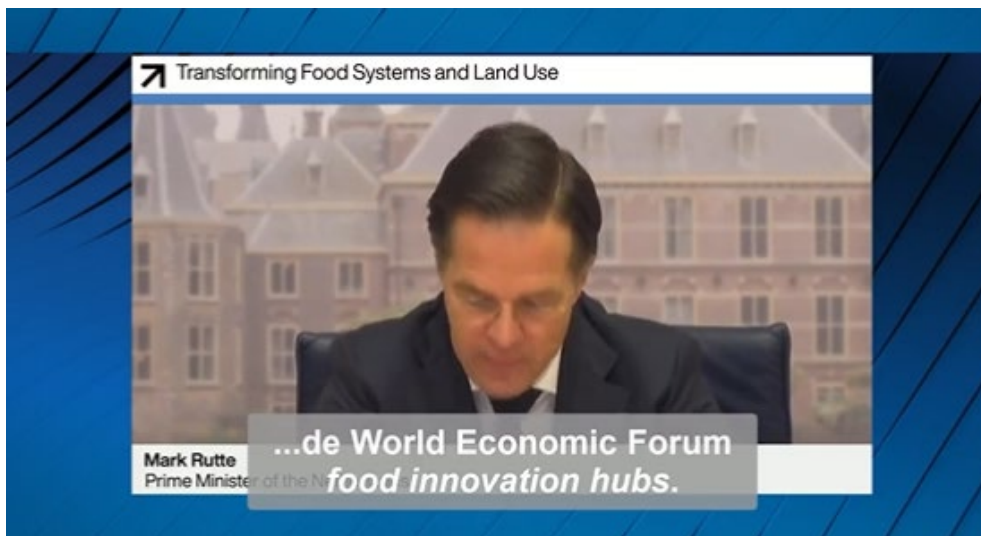 Transforming Food Systems and Land Use
...de World Economic Forum
food innovation hubs.
Mark Rutte
Prime Minister of the Ne